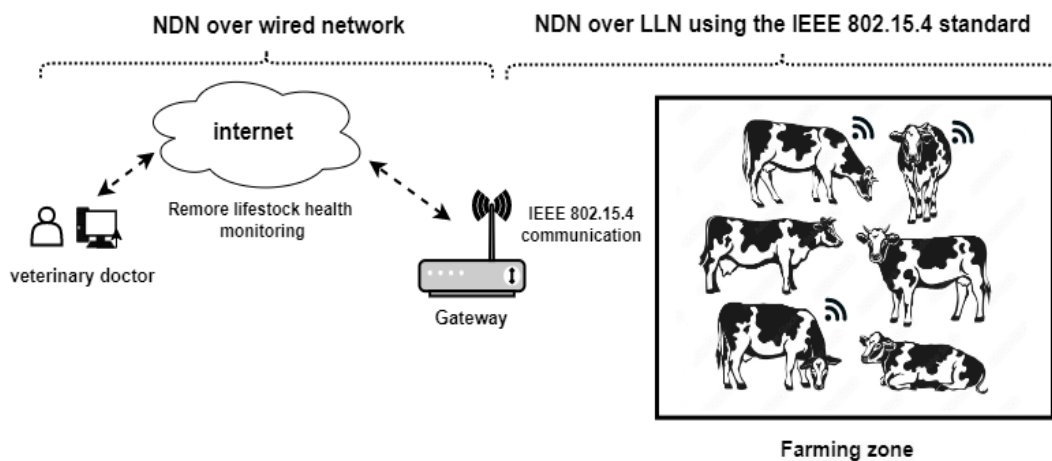 NDN over wired network
NDN over LLN using the IEEE 802.15.4 standard
internet
Remore lifestock health
monitoring
IEEE 802.15.4
communication
veterinary doctor
Gateway
Farming zone